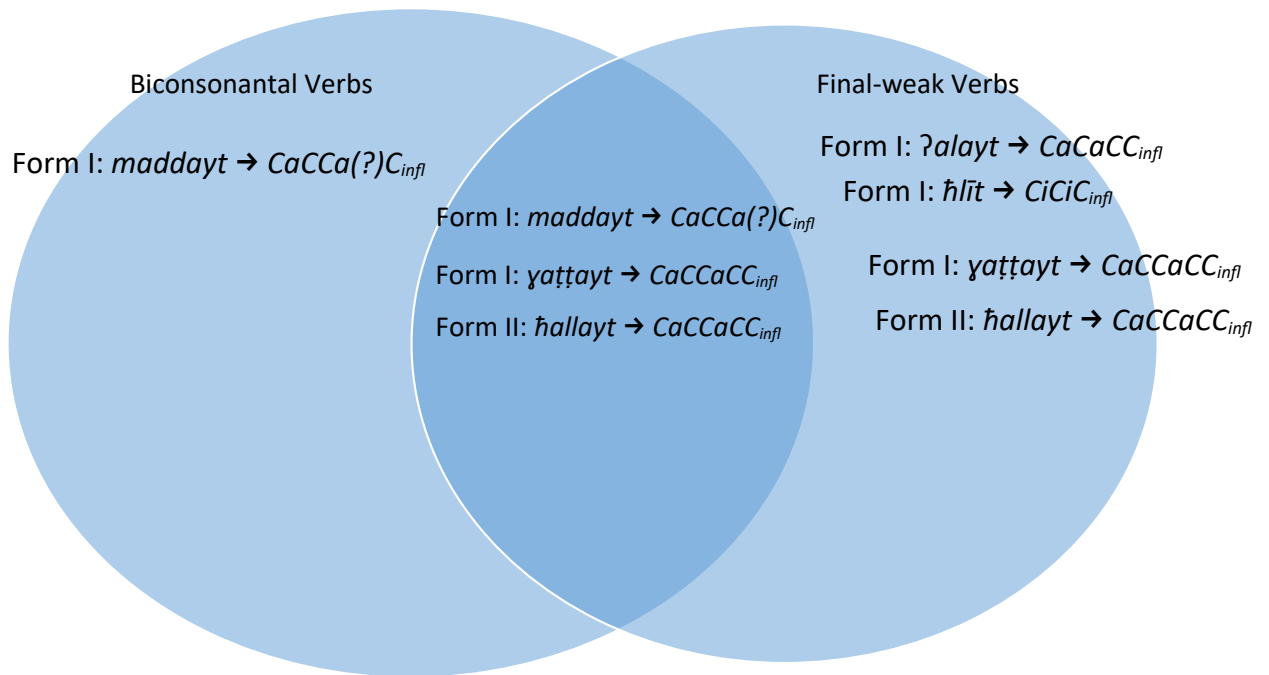 Biconsonantal Verbs
Form I: maddayt → CaCCa(?)Cinfl
Form I: maddayt → CaCCa(?)Cinfl
Form I: ɣaṭṭayt → CaCCaCCinfl
Form II: ħallayt → CaCCaCCinfl
Final-weak Verbs
Form I: ʔalayt → CaCaCCinfl
Form I: ħlīt → CiCiCinfl
Form I: ɣaṭṭayt → CaCCaCCinfl
Form II: ħallayt → CaCCaCCinfl